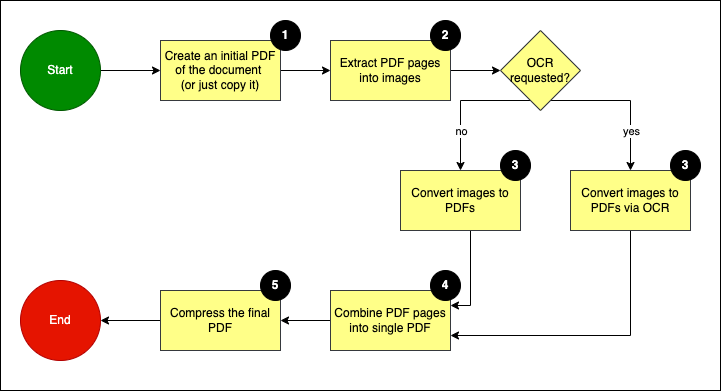 Start
1
Create an initial PDF
of the document
(or just copy it)
2
Extract PDF pages
into images
OCR
requested?
no
yes
3
Convert images to
PDFs
3
Convert images to
PDFs via OCR
4
Combine PDF pages
into single PDF
5
Compress the final
PDF
End